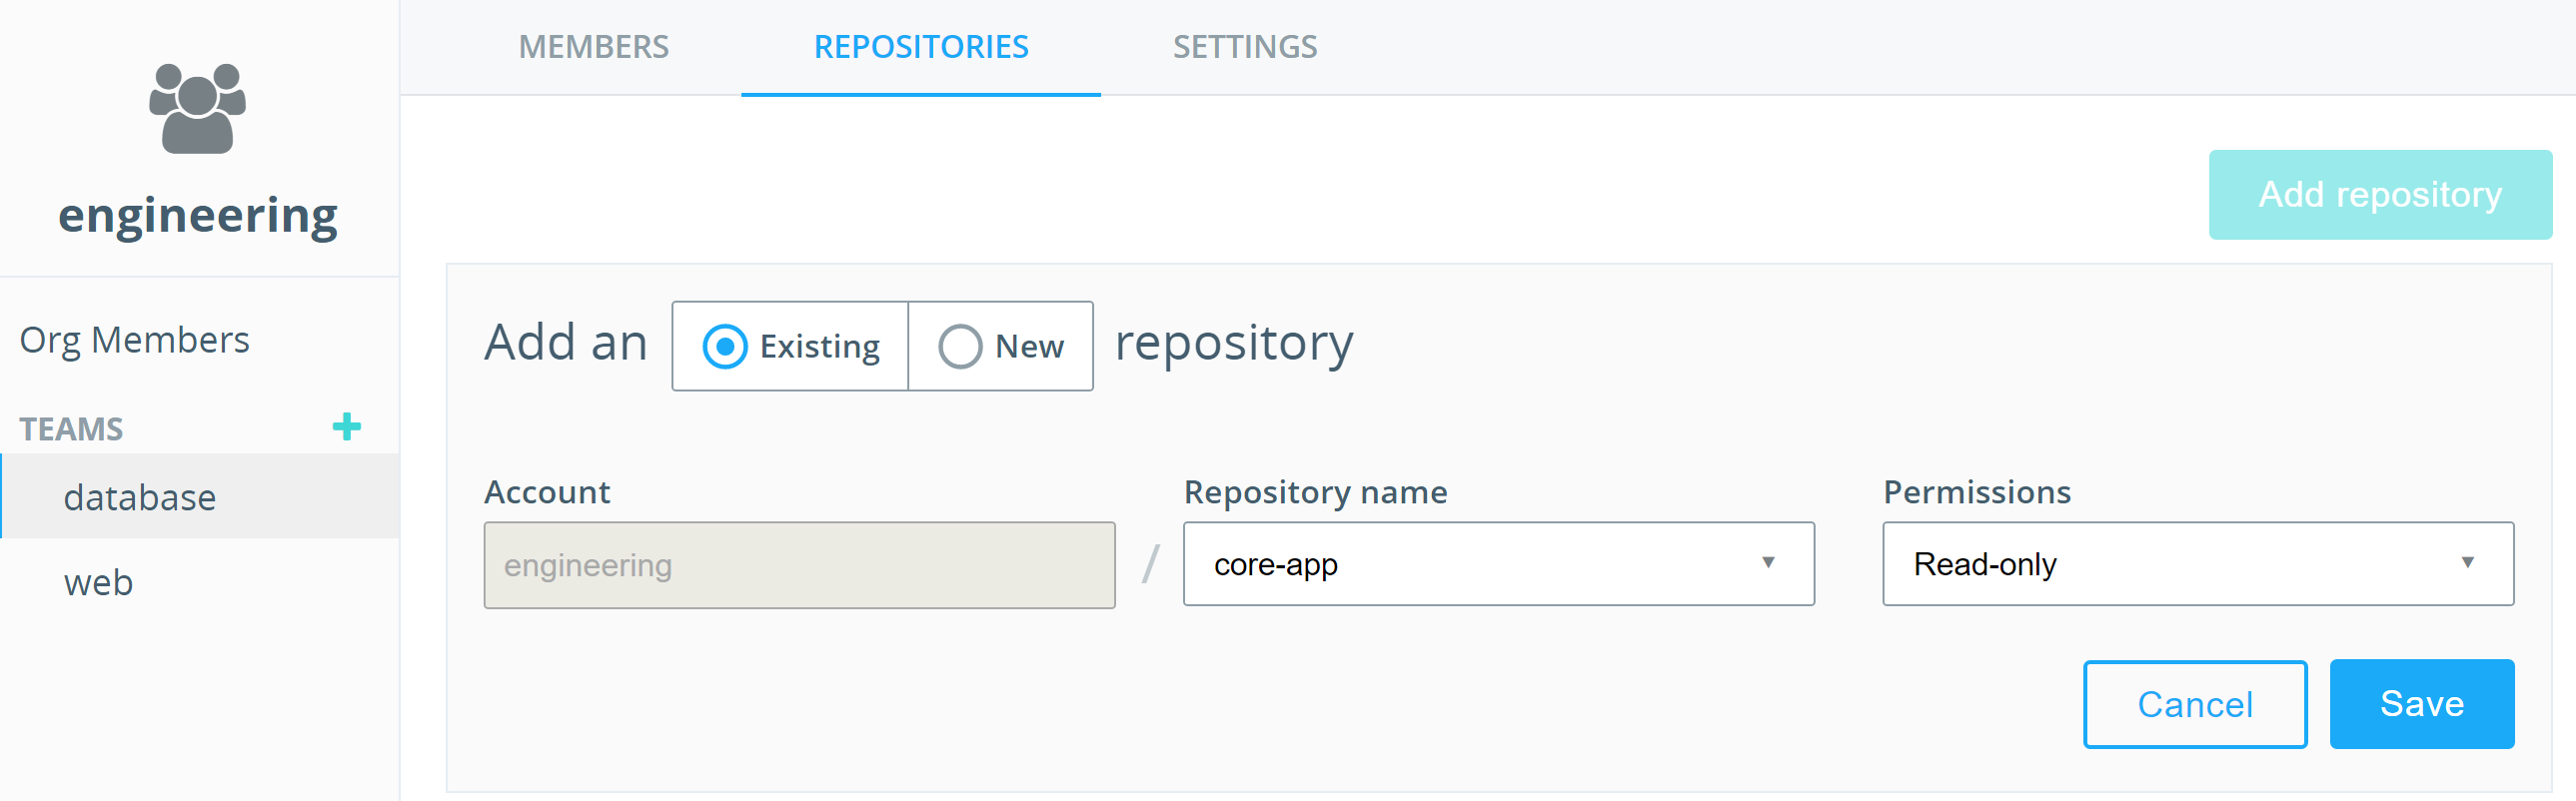 MEMBERS REPOSITORIES SETTINGS
engineering
Org Members
TEAMS
database
web
Add repository
Add an Existing New repository
Account Repository name Permissions
engineering / core-app Read-only
Cancel Save